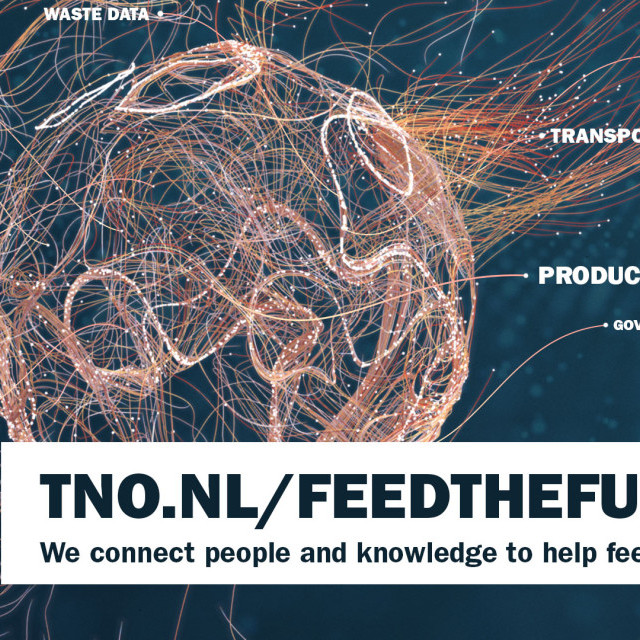 WASTE DATA
TRANSPO
PRODUC
GOV
TNO.NL/FEEDTHEFU
We connect people and knowledge to help fee